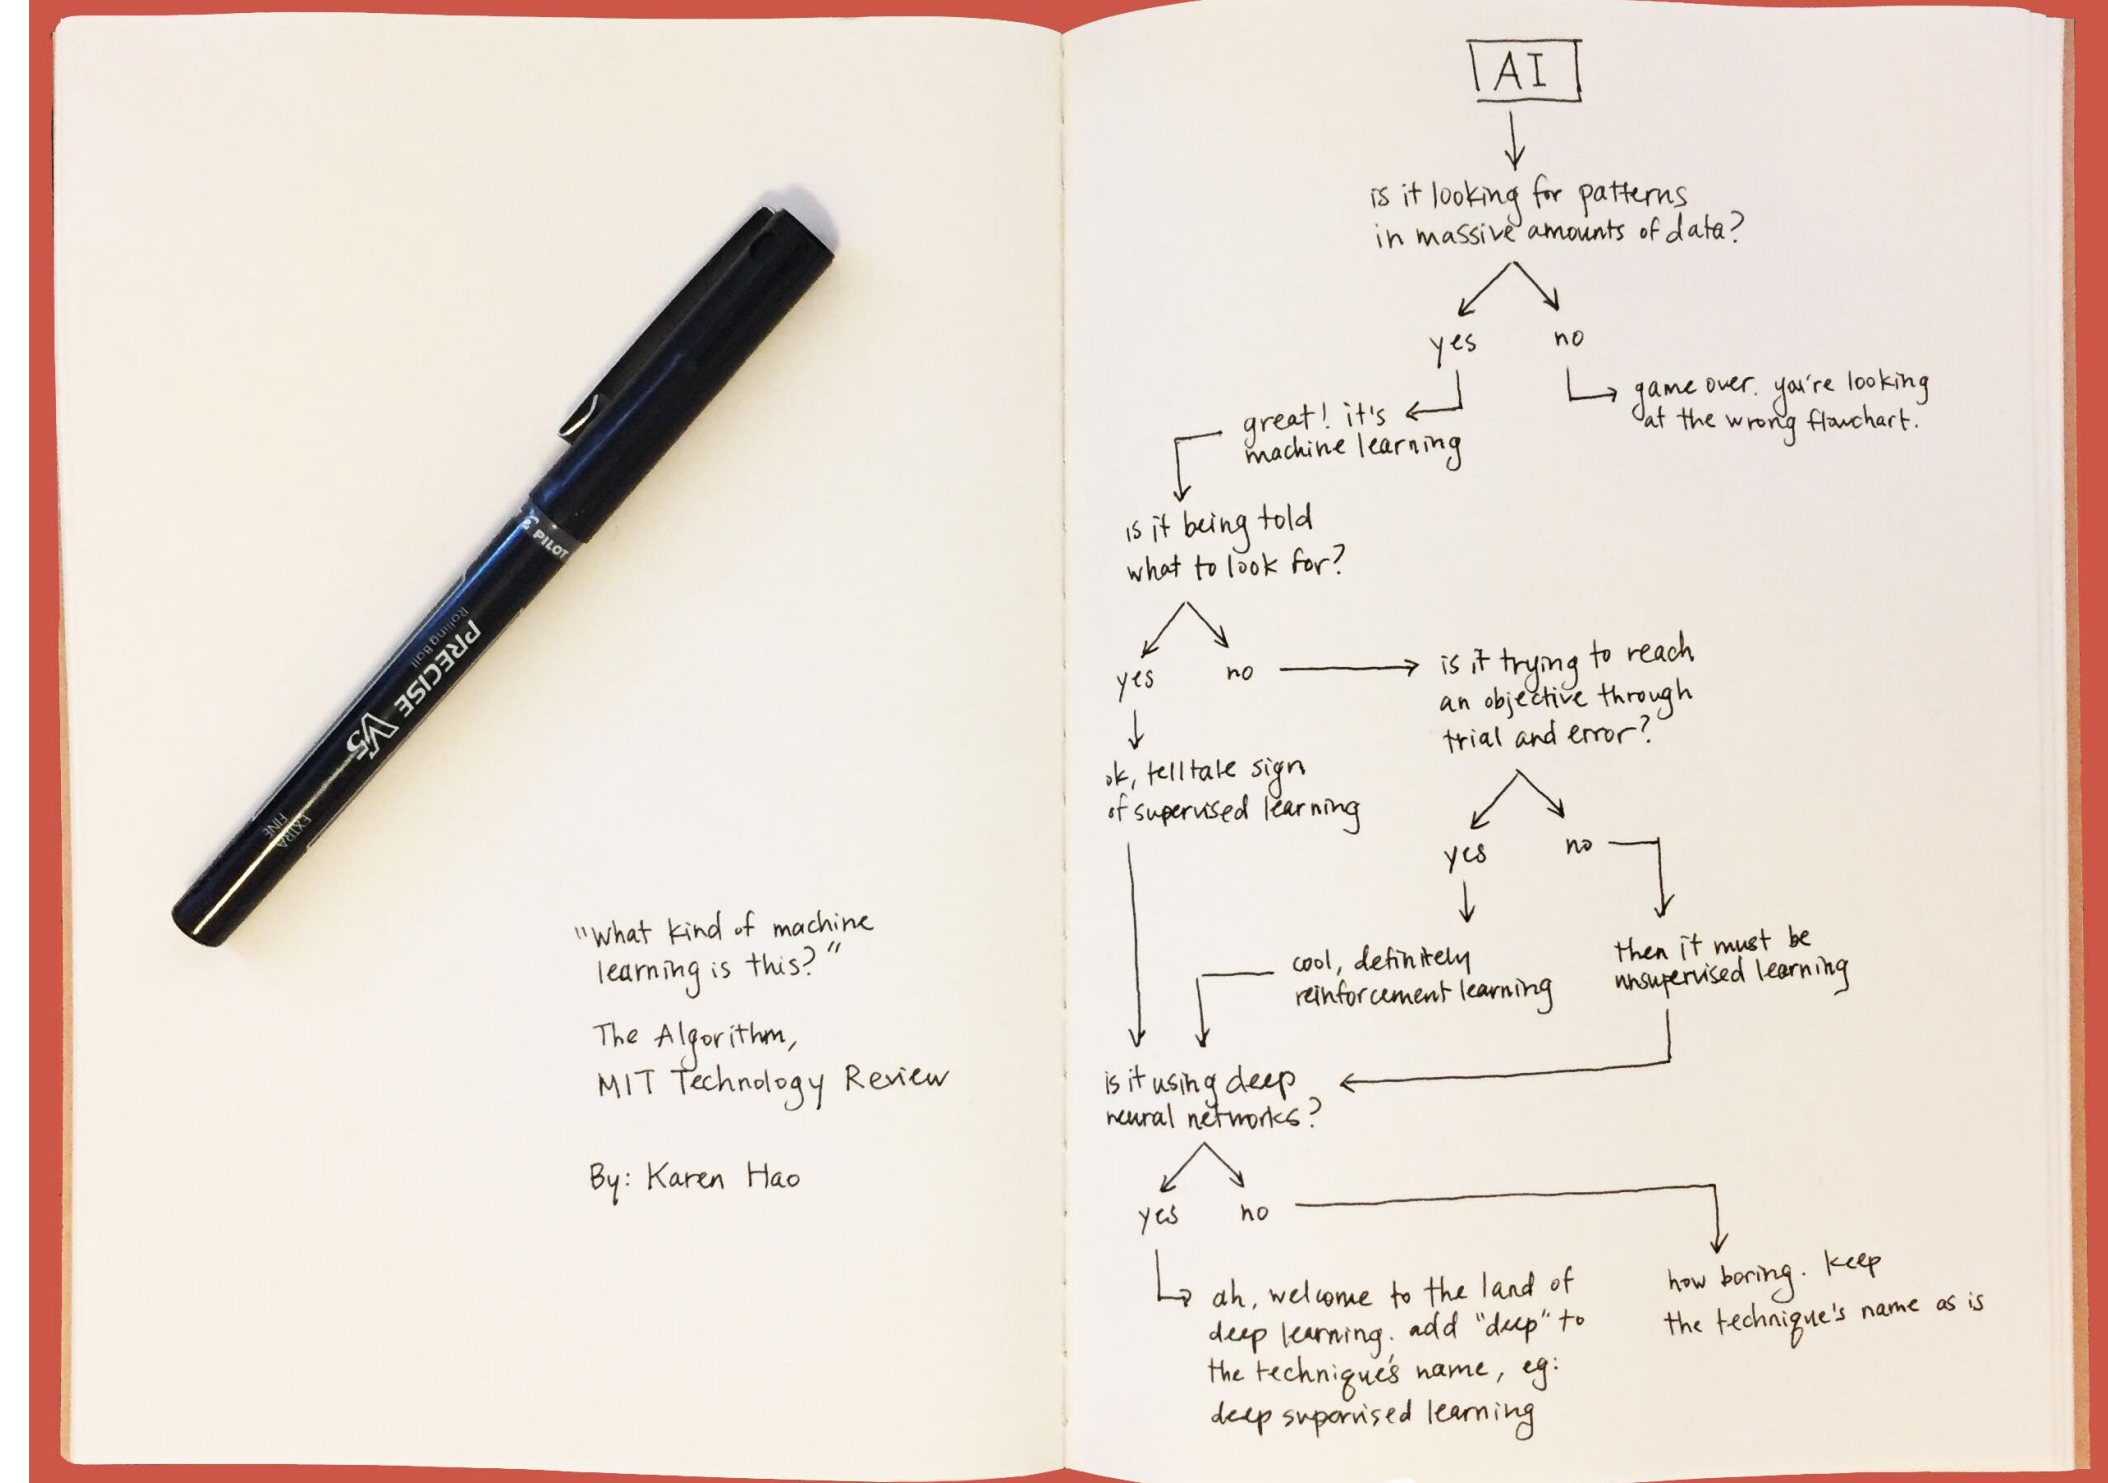 PILOT
PRECISE V5
Rolling Ball
EXTRA
FINE
"What kind of machine
learning is this?"
The Algorithm,
MIT Technology Review
By: Karen Hao
AI
is it looking for patterns
in massive amounts of data?
yes
no
great! it's
machine learning
game over. you're looking
at the wrong flowchart.
is it being told
what to look for?
yes
no
is it trying to reach
an objective through
trial and error?
ok, telltale sign
of supervised learning
yes
no
cool, definitely
reinforcement learning
then it must be
unsupervised learning
is it using deep
neural networks?
yes
no
ah, welcome to the land of
deep learning. add "deep" to
the technique's name, eg:
deep supervised learning
how boring. keep
the technique's name as is